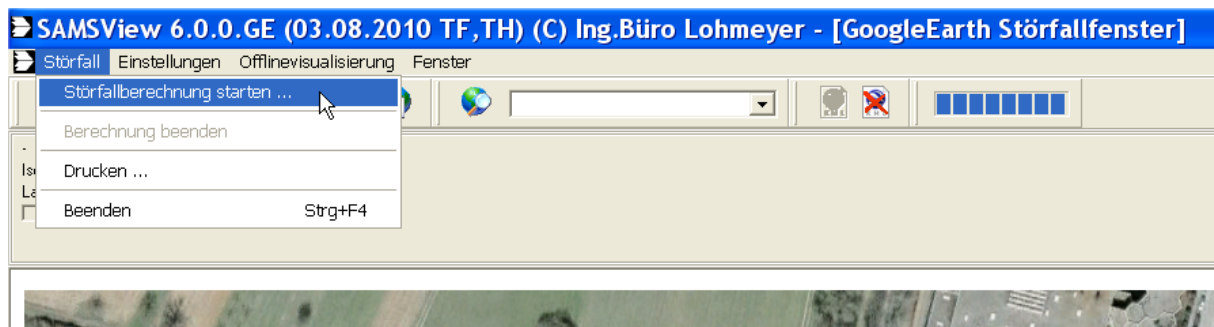 SAMSView 6.0.0.GE (03.08.2010 TF,TH) (C) Ing.Büro Lohmeyer - [GoogleEarth Störfallfenster]
Störfall Einstellungen Offlinevisualisierung Fenster
Störfallberechnung starten ...
Berechnung beenden
Drucken ...
Beenden Strg+F4